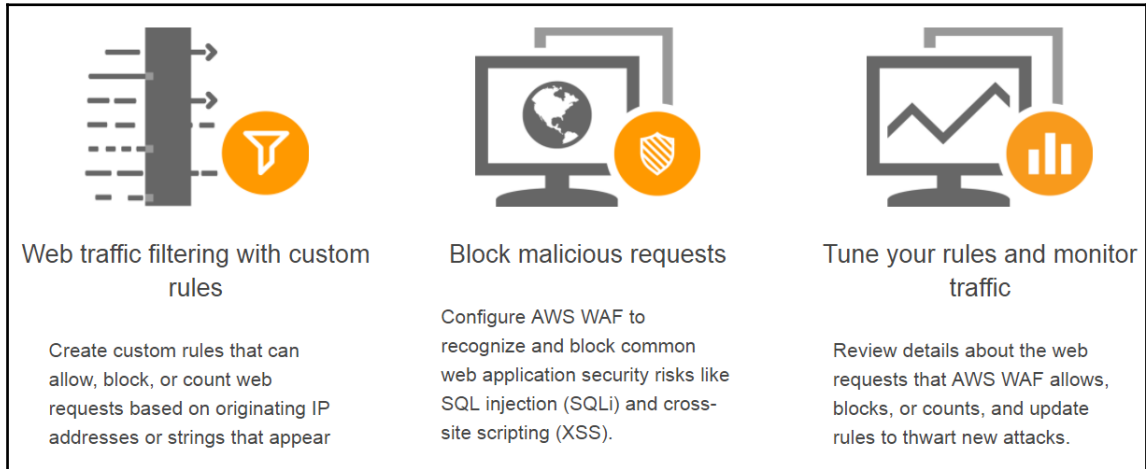 Web traffic filtering with custom
rules
Create custom rules that can
allow, block, or count web
requests based on originating IP
addresses or strings that appear
Block malicious requests
Configure AWS WAF to
recognize and block common
web application security risks like
SQL injection (SQLi) and cross-
site scripting (XSS).
Tune your rules and monitor
traffic
Review details about the web
requests that AWS WAF allows,
blocks, or counts, and update
rules to thwart new attacks.